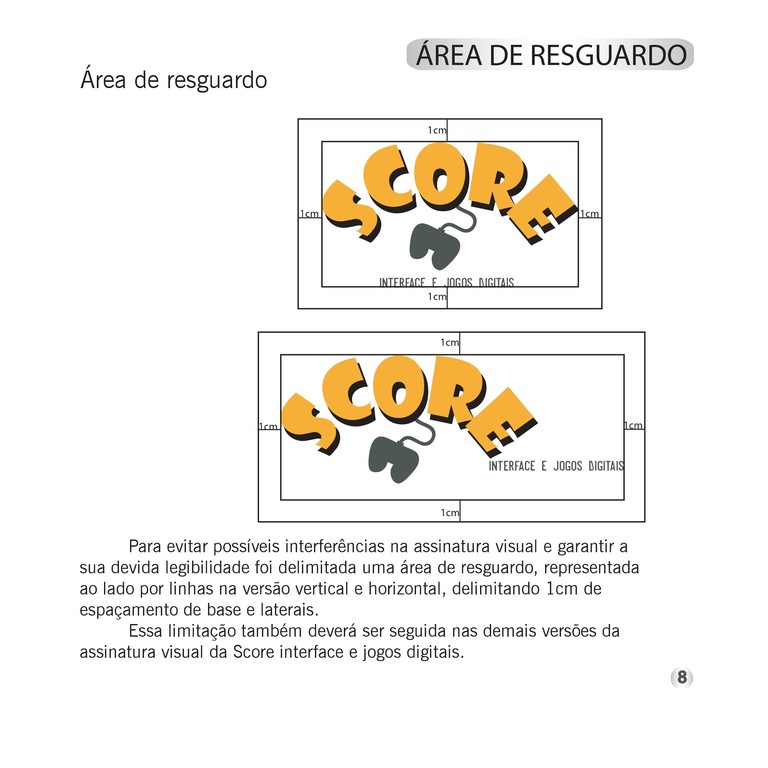 ÁREA DE RESGUARDO
Área de resguardo
1cm
SCORE
1cm
1cm
INTERFACE E JOGOS DIGITAIS
1cm
1cm
SCORE
1cm
1cm
INTERFACE E JOGOS DIGITAIS
1cm
Para evitar possíveis interferências na assinatura visual e garantir a
sua devida legibilidade foi delimitada uma área de resguardo, representada
ao lado por linhas na versão vertical e horizontal, delimitando 1cm de
espaçamento de base e laterais.
Essa limitação também deverá ser seguida nas demais versões da
assinatura visual da Score interface e jogos digitais.
8